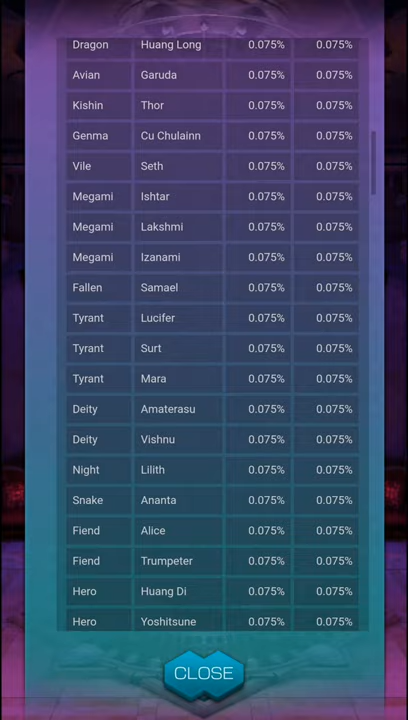 Dragon Huang Long 0.075% 0.075%
Avian Garuda 0.075% 0.075%
Kishin Thor 0.075% 0.075%
Genma Cu Chulainn 0.075% 0.075%
Vile Seth 0.075% 0.075%
Megami Ishtar 0.075% 0.075%
Megami Lakshmi 0.075% 0.075%
Megami Izanami 0.075% 0.075%
Fallen Samael 0.075% 0.075%
Tyrant Lucifer 0.075% 0.075%
Tyrant Surt 0.075% 0.075%
Tyrant Mara 0.075% 0.075%
Deity Amaterasu 0.075% 0.075%
Deity Vishnu 0.075% 0.075%
Night Lilith 0.075% 0.075%
Snake Ananta 0.075% 0.075%
Fiend Alice 0.075% 0.075%
Fiend Trumpeter 0.075% 0.075%
Hero Huang Di 0.075% 0.075%
Hero Yoshitsune 0.075% 0.075%
CLOSE